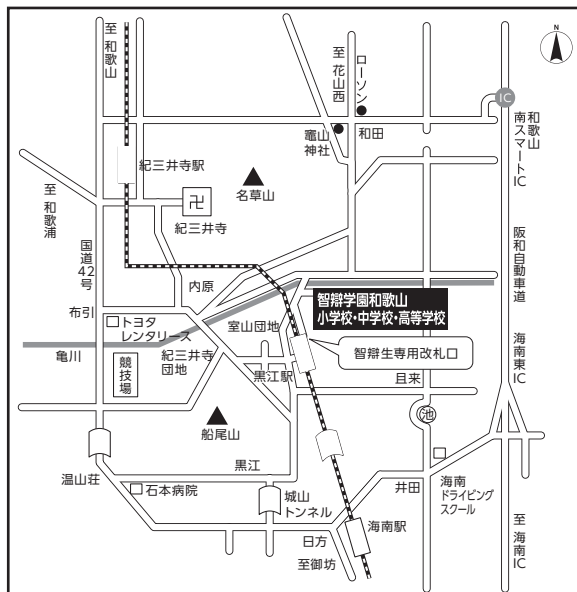 N
至 和歌山
至 花山西
ローソン
IC
和歌山
南スマートIC
竈山
神社
和田
紀三井寺駅
名草山
至 和歌浦
卍
紀三井寺
国道42号
阪和自動車道
内原
智辯学園和歌山
小学校・中学校・高等学校
布引
トヨタ
レンタリース
室山団地
智辯生専用改札口
亀川
競技場
紀三井寺
団地
黒江駅
且来
海南東IC
池
船尾山
黒江
温山荘
石本病院
城山
トンネル
井田
海南
ドライビング
スクール
海南駅
日方
至御坊
至 海南IC